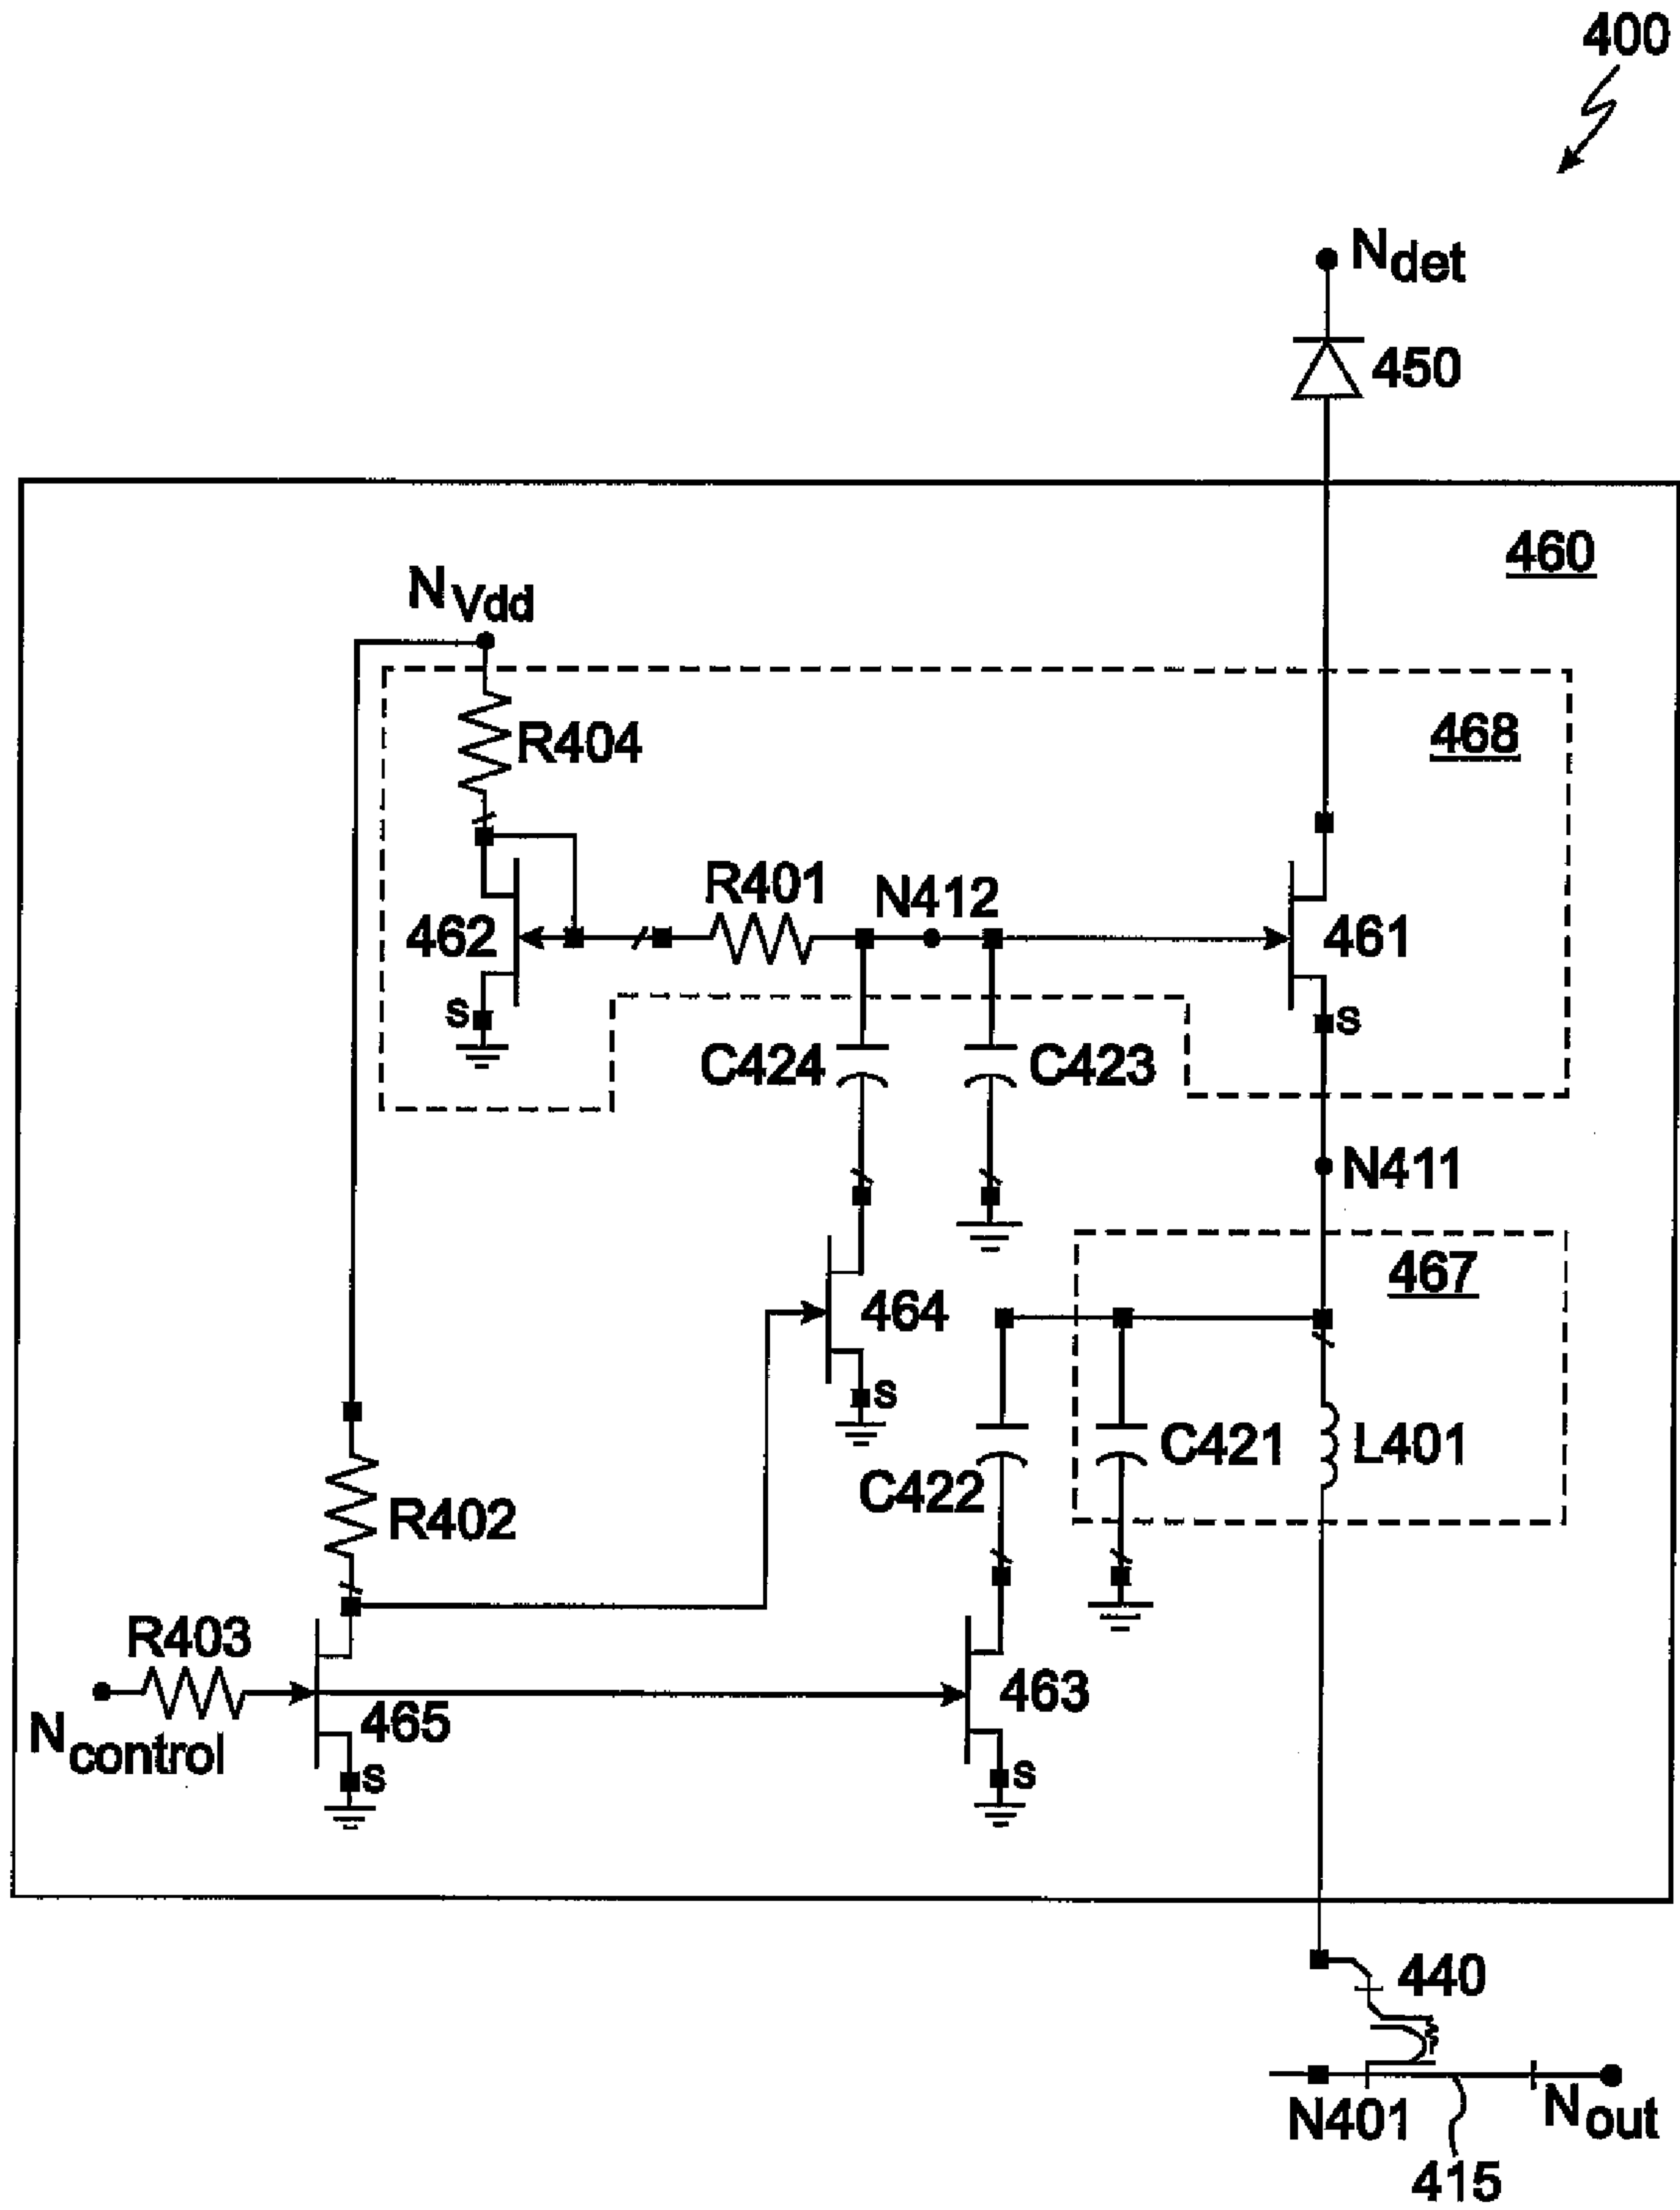 400
Ndet
450
460
NVdd
R404
468
R401
N412
462
461
s
s
C424
C423
N411
467
464
s
C421
L401
C422
R402
R403
463
465
Ncontrol
s
s
440
N401
Nout
415